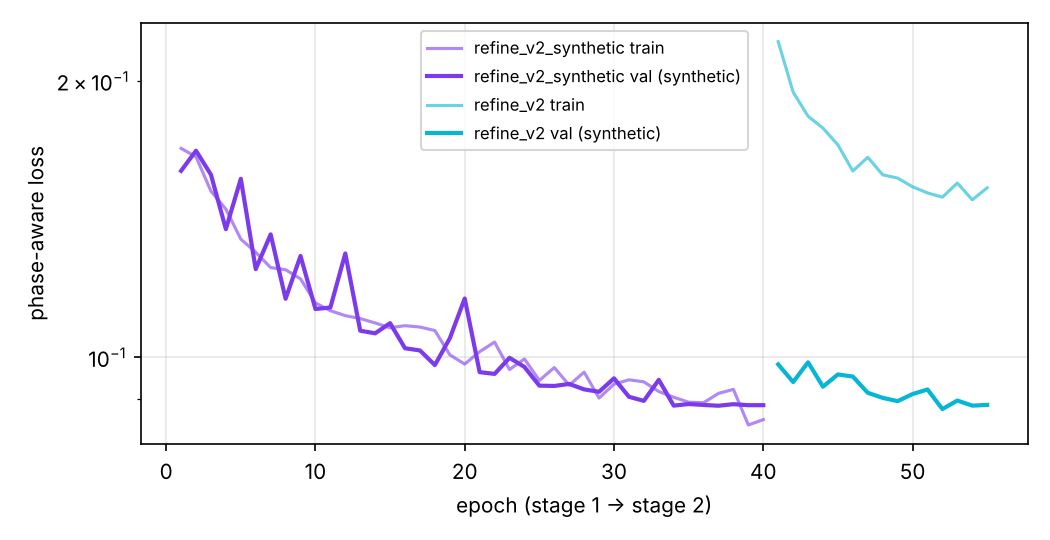 refine_v2_synthetic train
refine_v2_synthetic val (synthetic)
refine_v2 train
refine_v2 val (synthetic)
2 × 10⁻¹
10⁻¹
phase-aware loss
0 10 20 30 40 50
epoch (stage 1 → stage 2)